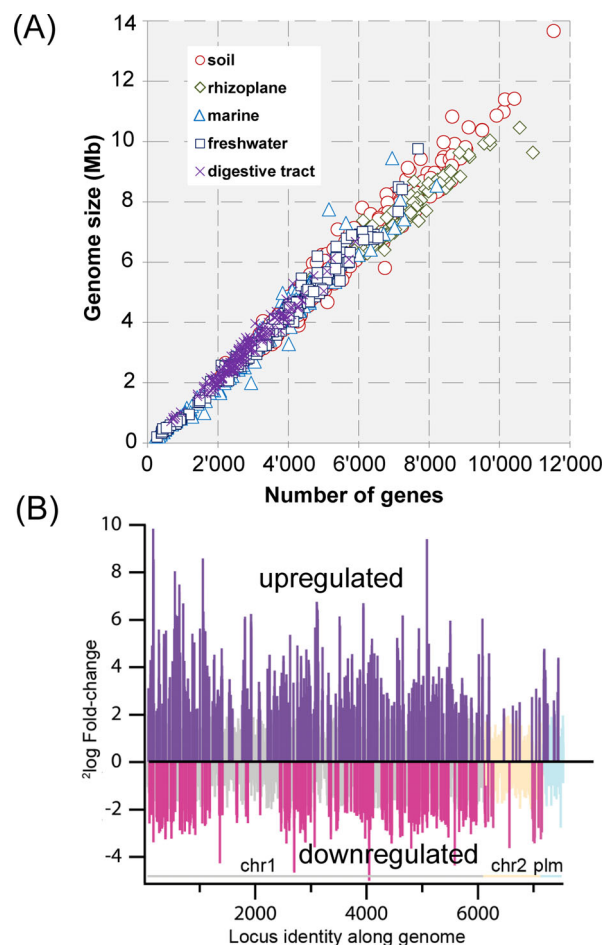 (A)
14
12
10
8
6
4
2
0
Genome size (Mb)
soil
rhizoplane
marine
freshwater
digestive tract
0 2'000 4'000 6'000 8'000 10'000 12'000
Number of genes
(B)
10
8
6
4
2
0
-2
-4
²log Fold-change
upregulated
downregulated
chr1 chr2 plm
2000 4000 6000
Locus identity along genome